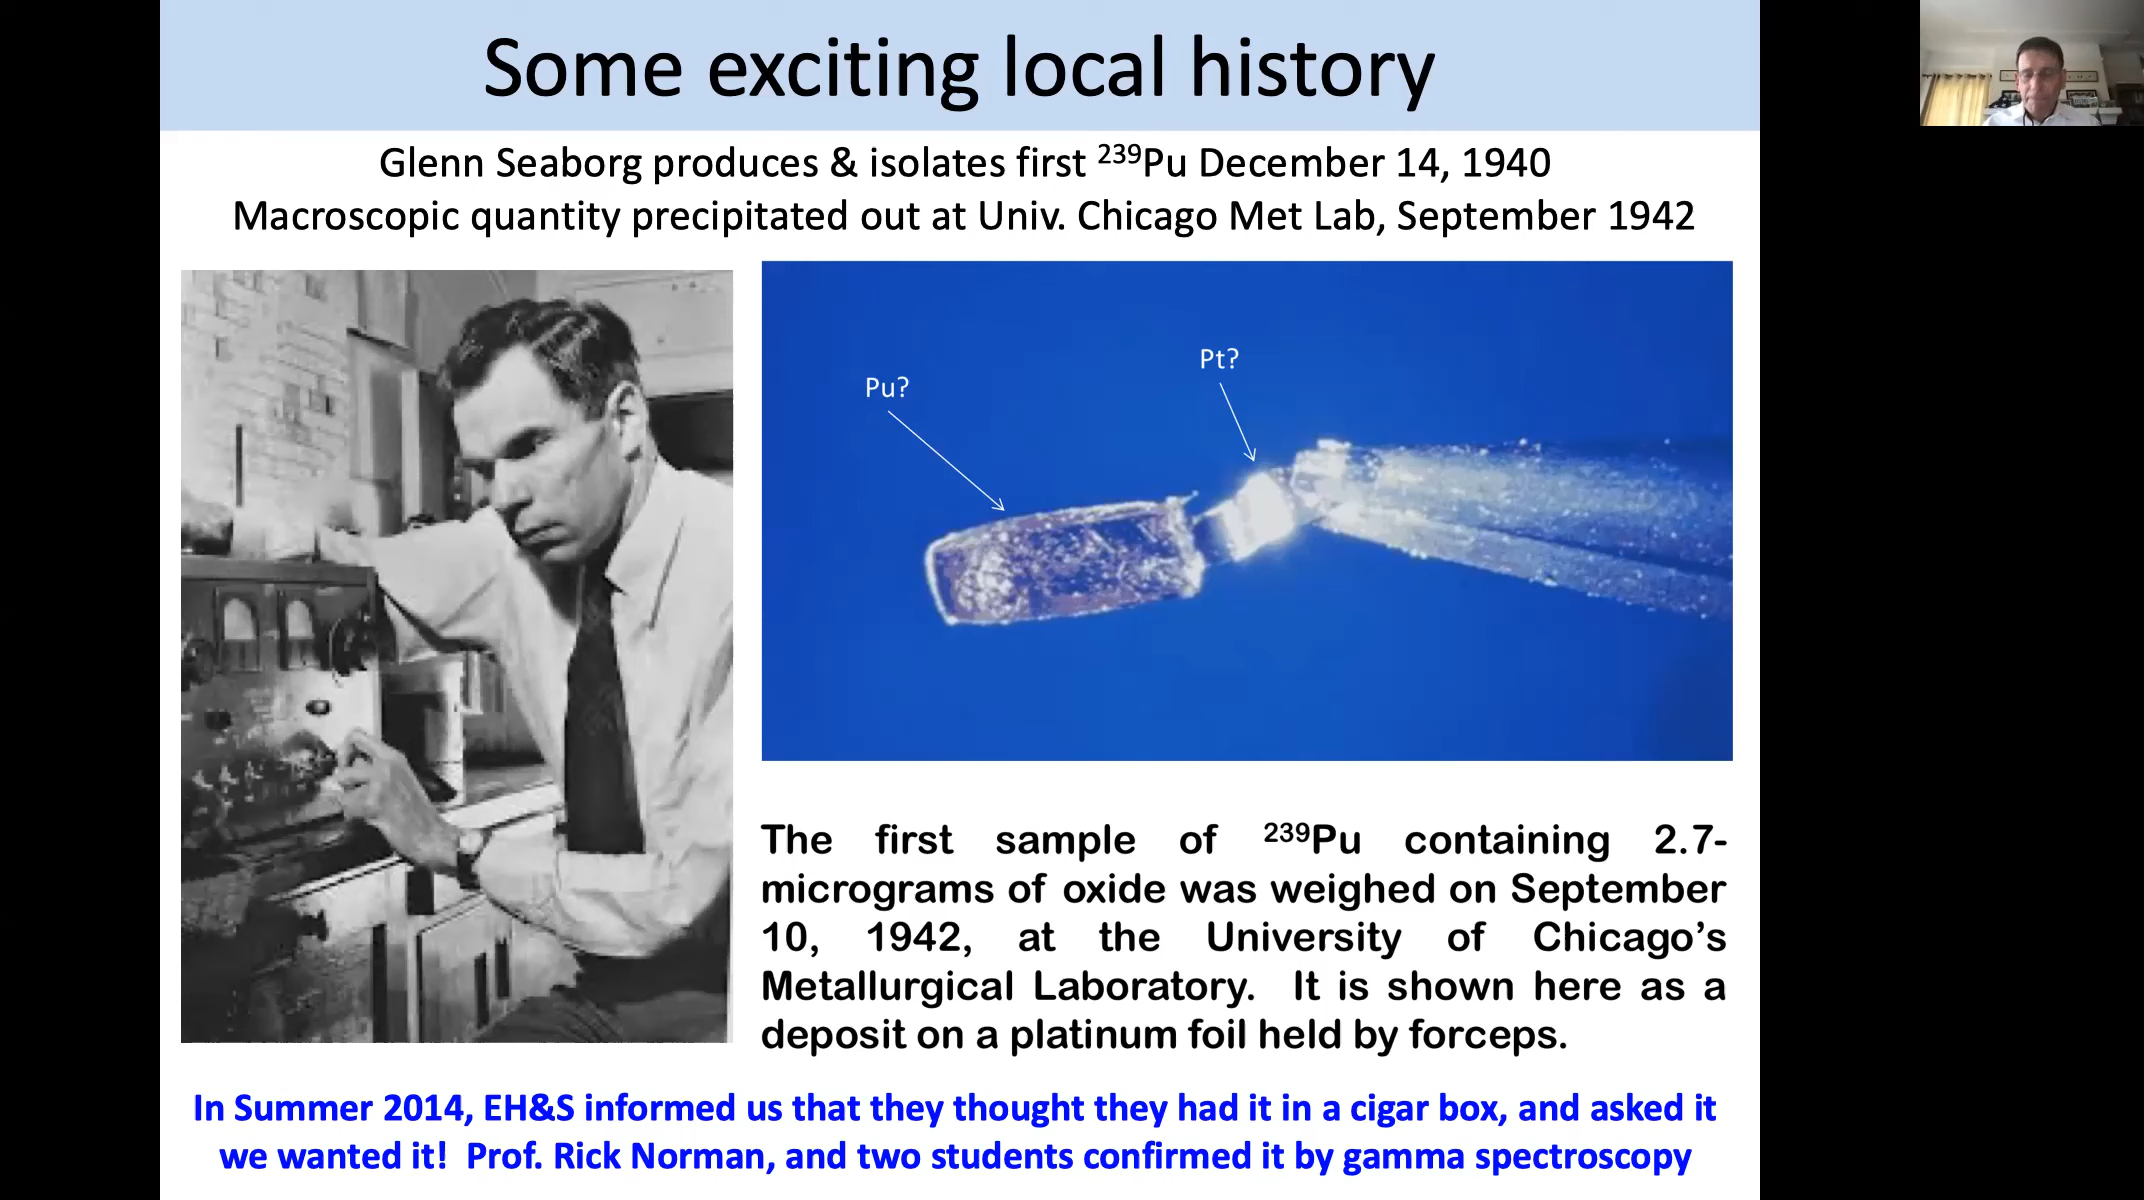 Some exciting local history
Glenn Seaborg produces & isolates first ²³⁹Pu December 14, 1940
Macroscopic quantity precipitated out at Univ. Chicago Met Lab, September 1942
Pu?
Pt?
The first sample of ²³⁹Pu containing 2.7-
micrograms of oxide was weighed on September
10, 1942, at the University of Chicago’s
Metallurgical Laboratory. It is shown here as a
deposit on a platinum foil held by forceps.
In Summer 2014, EH&S informed us that they thought they had it in a cigar box, and asked it
we wanted it! Prof. Rick Norman, and two students confirmed it by gamma spectroscopy